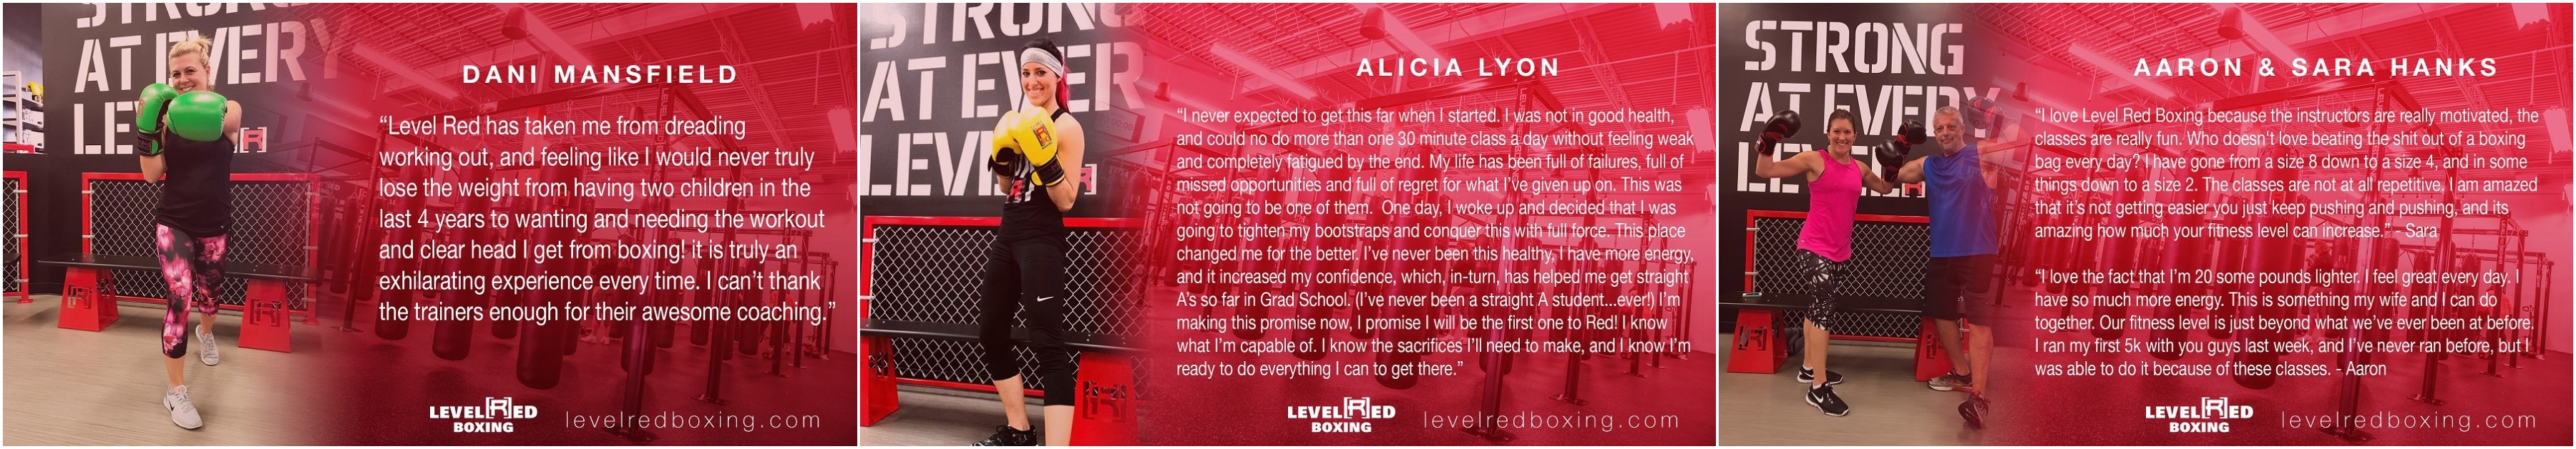 STRONG
AT EVERY
LE
[R]
DANI MANSFIELD
“Level Red has taken me from dreading
working out, and feeling like I would never truly
lose the weight from having two children in the
last 4 years to wanting and needing the workout
and clear head I get from boxing! it is truly an
exhilarating experience every time. I can’t thank
the trainers enough for their awesome coaching.”
LEVEL[R]ED
BOXING
levelredboxing.com
STRONG
AT EVER
LEVE
ALICIA LYON
“I never expected to get this far when I started. I was not in good health,
and could no do more than one 30 minute class a day without feeling weak
and completely fatigued by the end. My life has been full of failures, full of
missed opportunities and full of regret for what I’ve given up on. This was
not going to be one of them. One day, I woke up and decided that I was
going to tighten my bootstraps and conquer this with full force. This place
changed me for the better. I’ve never been this healthy, I have more energy,
and it increased my confidence, which, in-turn, has helped me get straight
A’s so far in Grad School. (I’ve never been a straight A student...ever!) I’m
making this promise now, I promise I will be the first one to Red! I know
what I’m capable of. I know the sacrifices I’ll need to make, and I know I’m
ready to do everything I can to get there.”
LEVEL[R]ED
BOXING
levelredboxing.com
STRONG
AT EVERY
LEVEL
AARON & SARA HANKS
“I love Level Red Boxing because the instructors are really motivated, the
classes are really fun. Who doesn’t love beating the shit out of a boxing
bag every day? I have gone from a size 8 down to a size 4, and in some
things down to a size 2. The classes are not at all repetitive. I am amazed
that it’s not getting easier you just keep pushing and pushing, and its
amazing how much your fitness level can increase.” - Sara
“I love the fact that I’m 20 some pounds lighter. I feel great every day. I
have so much more energy. This is something my wife and I can do
together. Our fitness level is just beyond what we’ve ever been at before.
I ran my first 5k with you guys last week, and I’ve never ran before, but I
was able to do it because of these classes. - Aaron
LEVEL[R]ED
BOXING
levelredboxing.com